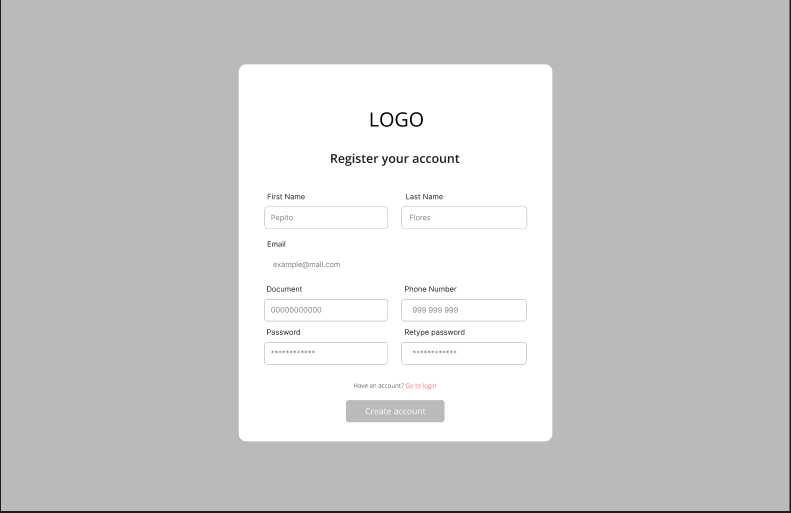 LOGO
Register your account
First Name Last Name
Pepito Flores
Email
example@mail.com
Document Phone Number
00000000000 999 999 999
Password Retype password
************ ************
Have an account? Go to login
Create account